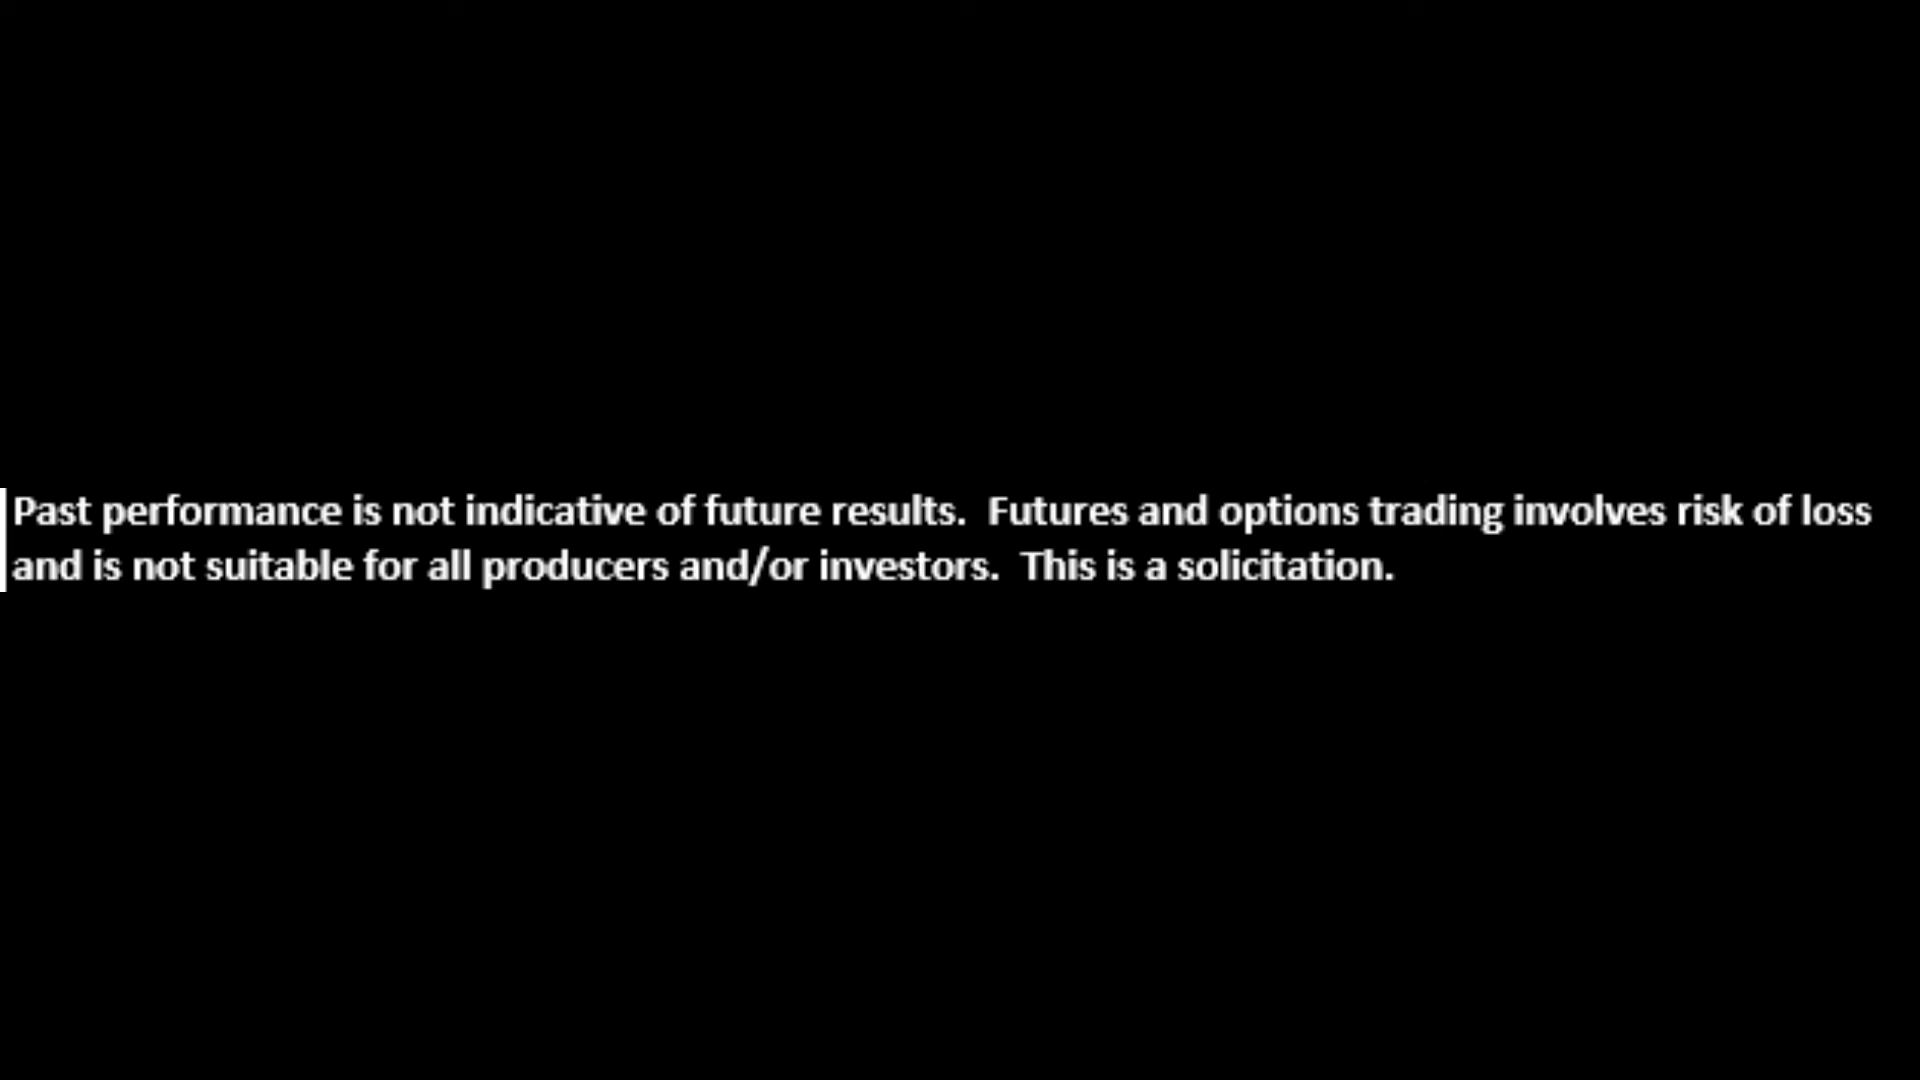 Past performance is not indicative of future results.  Futures and options trading involves risk of loss
and is not suitable for all producers and/or investors.  This is a solicitation.